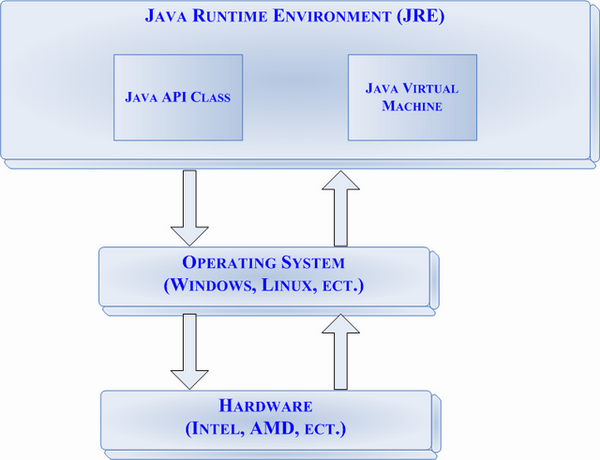 Java Runtime Environment (JRE)
Java API Class
Java Virtual
Machine
Operating System
(Windows, Linux, ect.)
Hardware
(Intel, AMD, ect.)